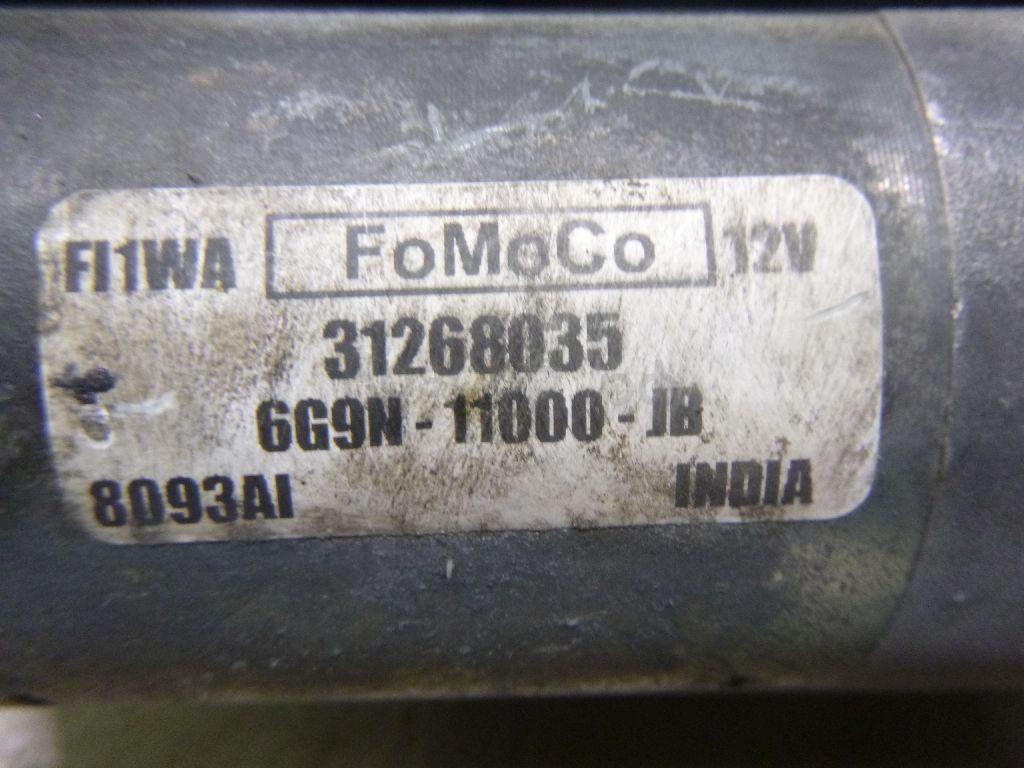 FI1WA FoMoCo 12V
31268035
6G9N-11000-JB
8093AI INDIA